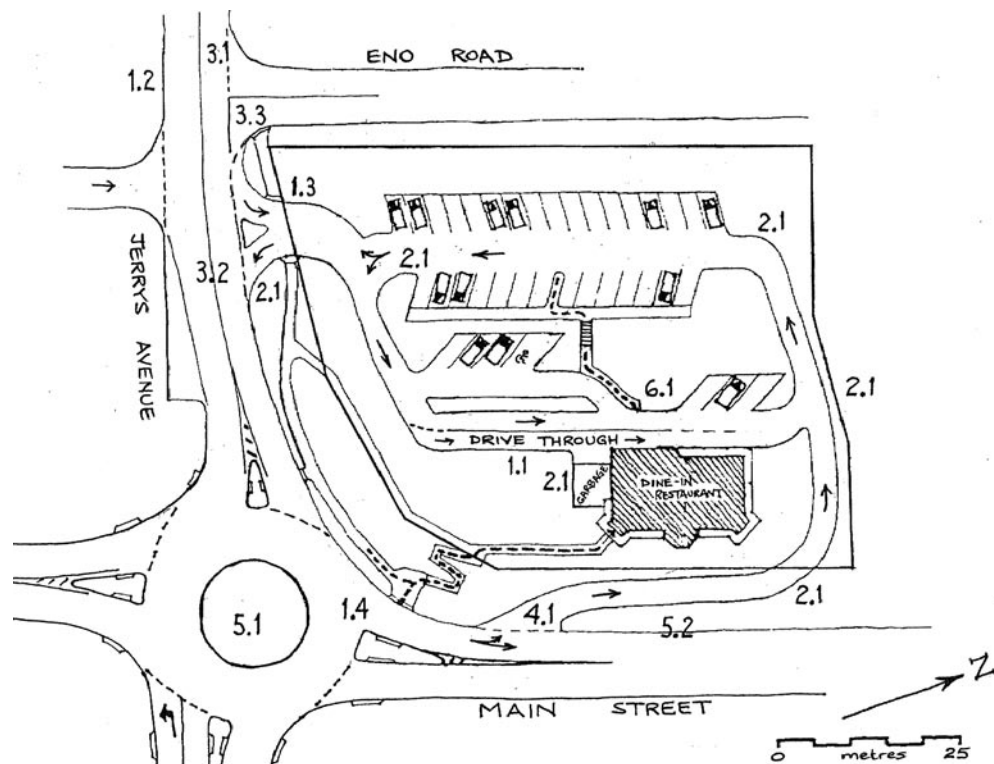 ENO ROAD
3.1
1.2
3.3
1.3
2.1
2.1
JERRYS AVENUE
3.2
2.1
6.1
2.1
DRIVE THROUGH
1.1
2.1
GARBAGE
DINE-IN
RESTAURANT
1.4
4.1
5.2
2.1
5.1
MAIN STREET
N
0 metres 25